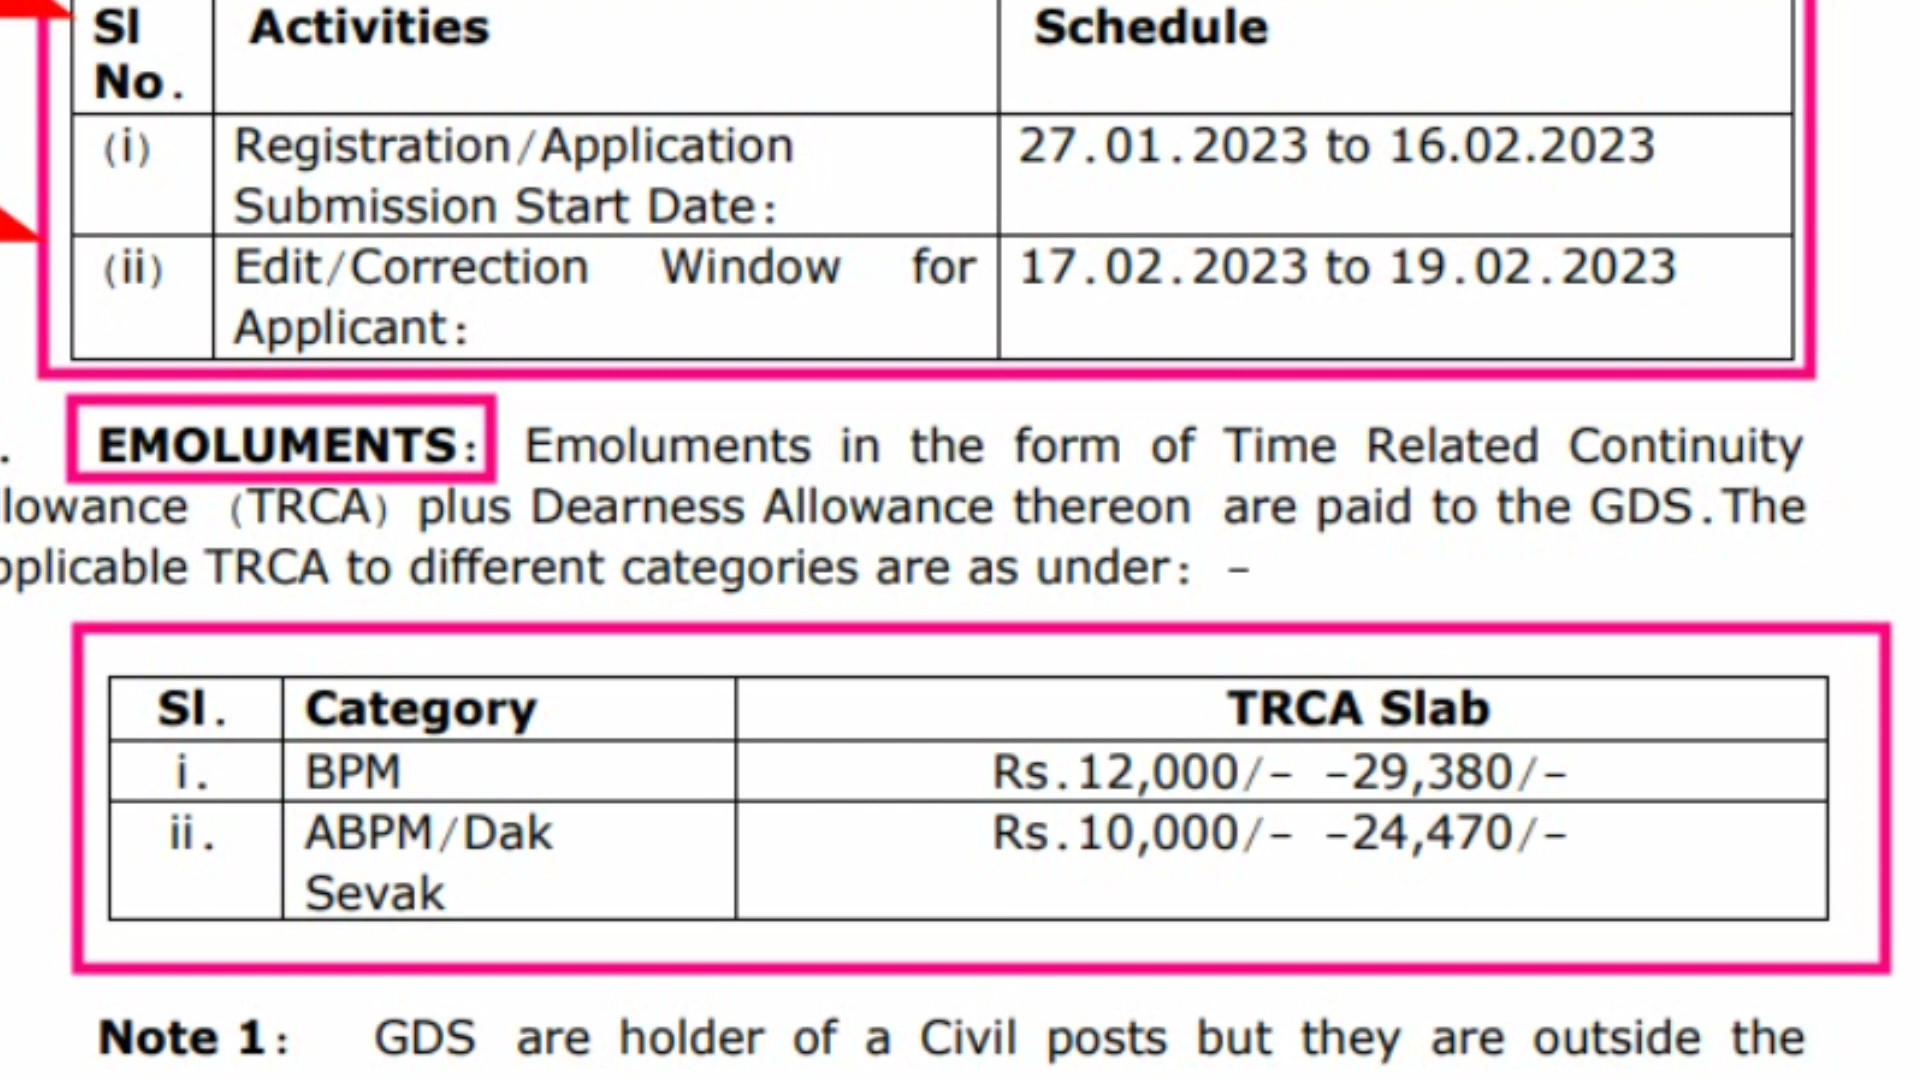 Sl Activities Schedule
No.
(i) Registration/Application 27.01.2023 to 16.02.2023
Submission Start Date:
(ii) Edit/Correction Window for 17.02.2023 to 19.02.2023
Applicant:
. EMOLUMENTS: Emoluments in the form of Time Related Continuity
lowance (TRCA) plus Dearness Allowance thereon are paid to the GDS.The
pplicable TRCA to different categories are as under: –
Sl. Category TRCA Slab
i. BPM Rs.12,000/- -29,380/-
ii. ABPM/Dak Rs.10,000/- -24,470/-
Sevak
Note 1: GDS are holder of a Civil posts but they are outside the